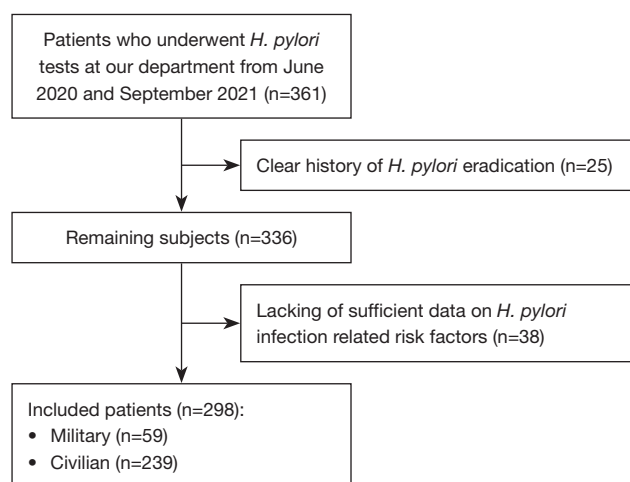 Patients who underwent H. pylori
tests at our department from June
2020 and September 2021 (n=361)
Clear history of H. pylori eradication (n=25)
Remaining subjects (n=336)
Lacking of sufficient data on H. pylori
infection related risk factors (n=38)
Included patients (n=298):
• Military (n=59)
• Civilian (n=239)